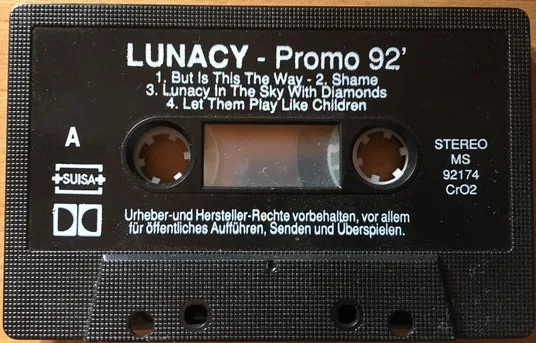 LUNACY - Promo 92'
1. But Is This The Way - 2. Shame
3. Lunacy In The Sky With Diamonds
4. Let Them Play Like Children
A
SUISA
STEREO
MS
92174
CrO2
Urheber-und Hersteller-Rechte vorbehalten, vor allem
für öffentliches Aufführen, Senden und Uberspielen.